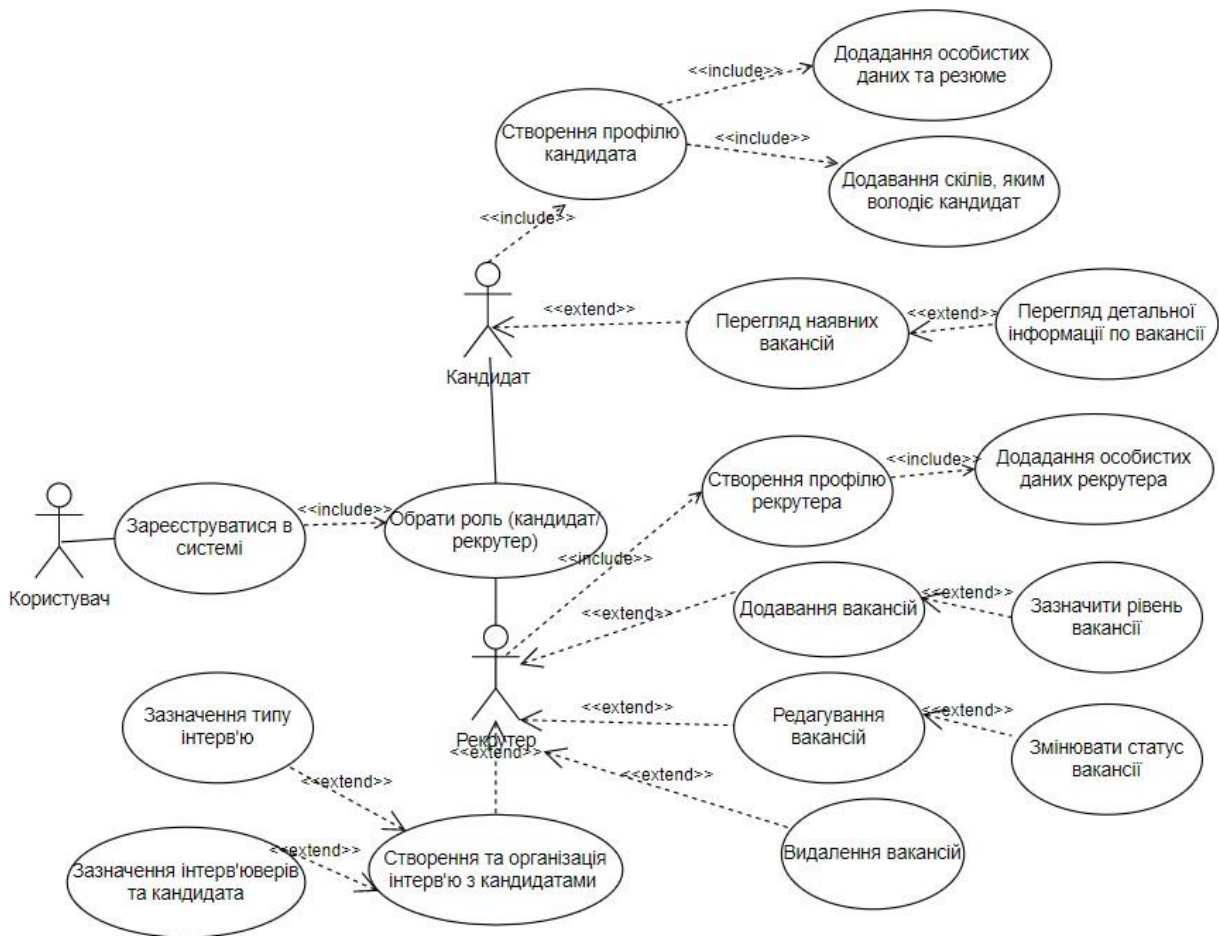 Додадання особистих
даних та резюме
<<include>>
Створення профілю
кандидата
<<include>>
Додавання скілів, яким
володіє кандидат
<<include>>
Кандидат
<<extend>>
Перегляд наявних
вакансій
<<extend>>
Перегляд детальної
інформації по вакансії
Користувач
Зареєструватися в
системі
<<include>>
Обрати роль (кандидат/
рекрутер)
<<include>>
Створення профілю
рекрутера
<<include>>
Додадання особистих
даних рекрутера
<<extend>>
Додавання вакансій
<<extend>>
Зазначити рівень
вакансії
Рекрутер
<<extend>>
Редагування
вакансій
<<extend>>
Змінювати статус
вакансії
<<extend>>
Видалення вакансій
<<extend>>
Зазначення типу
інтерв'ю
<<extend>>
Зазначення інтерв'юверів
та кандидата
<<extend>>
Створення та організація
інтерв'ю з кандидатами